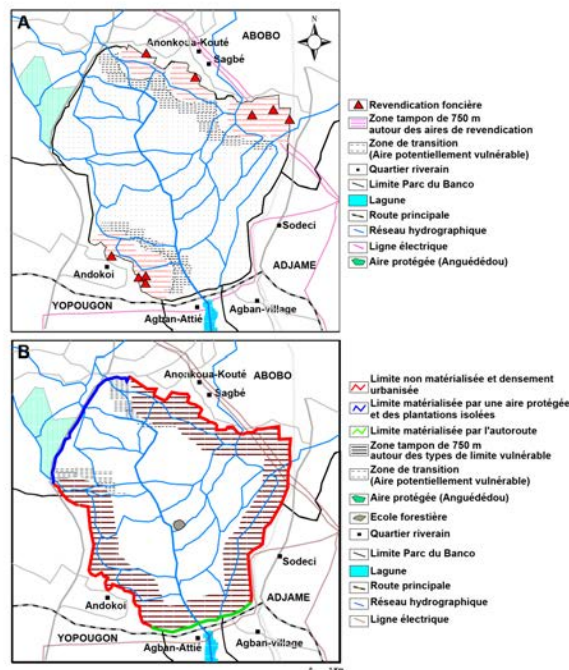 A
N
ABOBO
Anonkoua-Kouté
Sagbé
Sodeci
ADJAME
Andokoi
YOPOUGON
Agban-Attié
Agban-village
Revendication foncière
Zone tampon de 750 m
autour des aires de revendication
Zone de transition
(Aire potentiellement vulnérable)
Quartier riverain
Limite Parc du Banco
Lagune
Route principale
Réseau hydrographique
Ligne électrique
Aire protégée (Anguédédou)
B
ABOBO
Anonkoua-Kouté
Sagbé
Sodeci
ADJAME
Andokoi
YOPOUGON
Agban-Attié
Agban-village
Limite non matérialisée et densement
urbanisée
Limite matérialisée par une aire protégée
et des plantations isolées
Limite matérialisée par l'autoroute
Zone tampon de 750 m
autour des types de limite vulnérable
Zone de transition
(Aire potentiellement vulnérable)
Aire protégée (Anguédédou)
Ecole forestière
Quartier riverain
Limite Parc du Banco
Lagune
Route principale
Réseau hydrographique
Ligne électrique